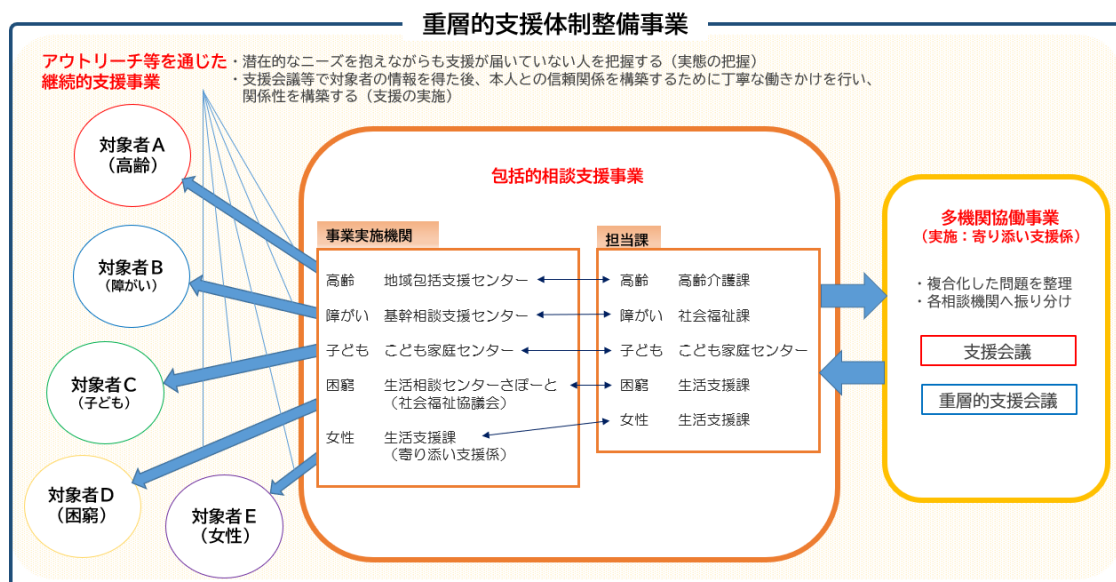 重層的支援体制整備事業
アウトリーチ等を通じた
継続的支援事業
・潜在的なニーズを抱えながらも支援が届いていない人を把握する（実態の把握）
・支援会議等で対象者の情報を得た後、本人との信頼関係を構築するために丁寧な働きかけを行い、
関係性を構築する（支援の実施）
対象者A
（高齢）
対象者B
（障がい）
対象者C
（子ども）
対象者D
（困窮）
対象者E
（女性）
包括的相談支援事業
事業実施機関
高齢 地域包括支援センター
障がい 基幹相談支援センター
子ども こども家庭センター
困窮 生活相談センターさぽーと
（社会福祉協議会）
女性 生活支援課
（寄り添い支援係）
担当課
高齢 高齢介護課
障がい 社会福祉課
子ども こども家庭センター
困窮 生活支援課
女性 生活支援課
多機関協働事業
（実施：寄り添い支援係）
・複合化した問題を整理
・各相談機関へ振り分け
支援会議
重層的支援会議